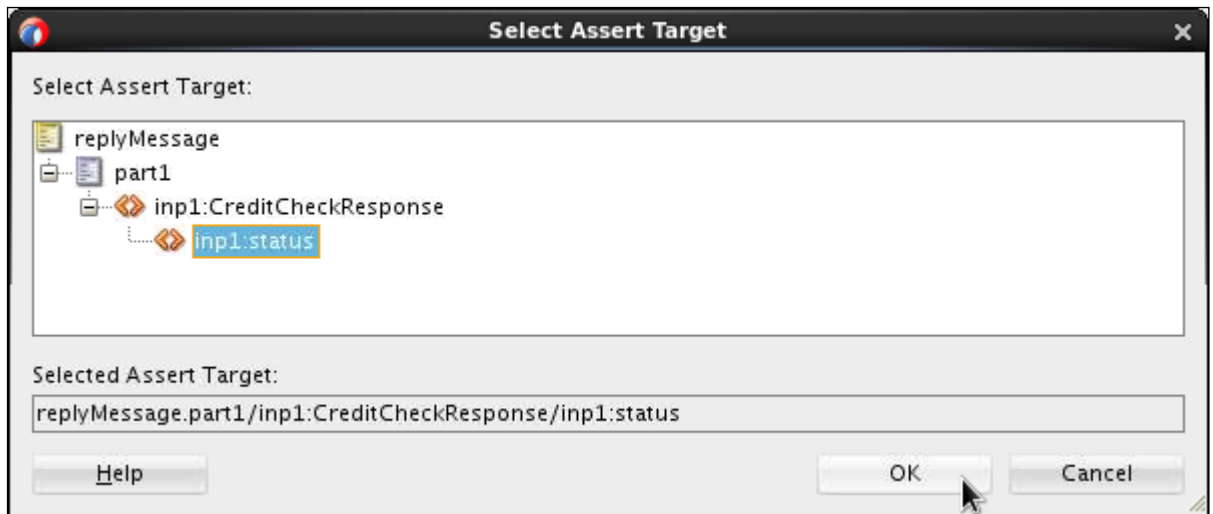 Select Assert Target
Select Assert Target:
replyMessage
part1
inp1:CreditCheckResponse
inp1:status
Selected Assert Target:
replyMessage.part1/inp1:CreditCheckResponse/inp1:status
Help OK Cancel